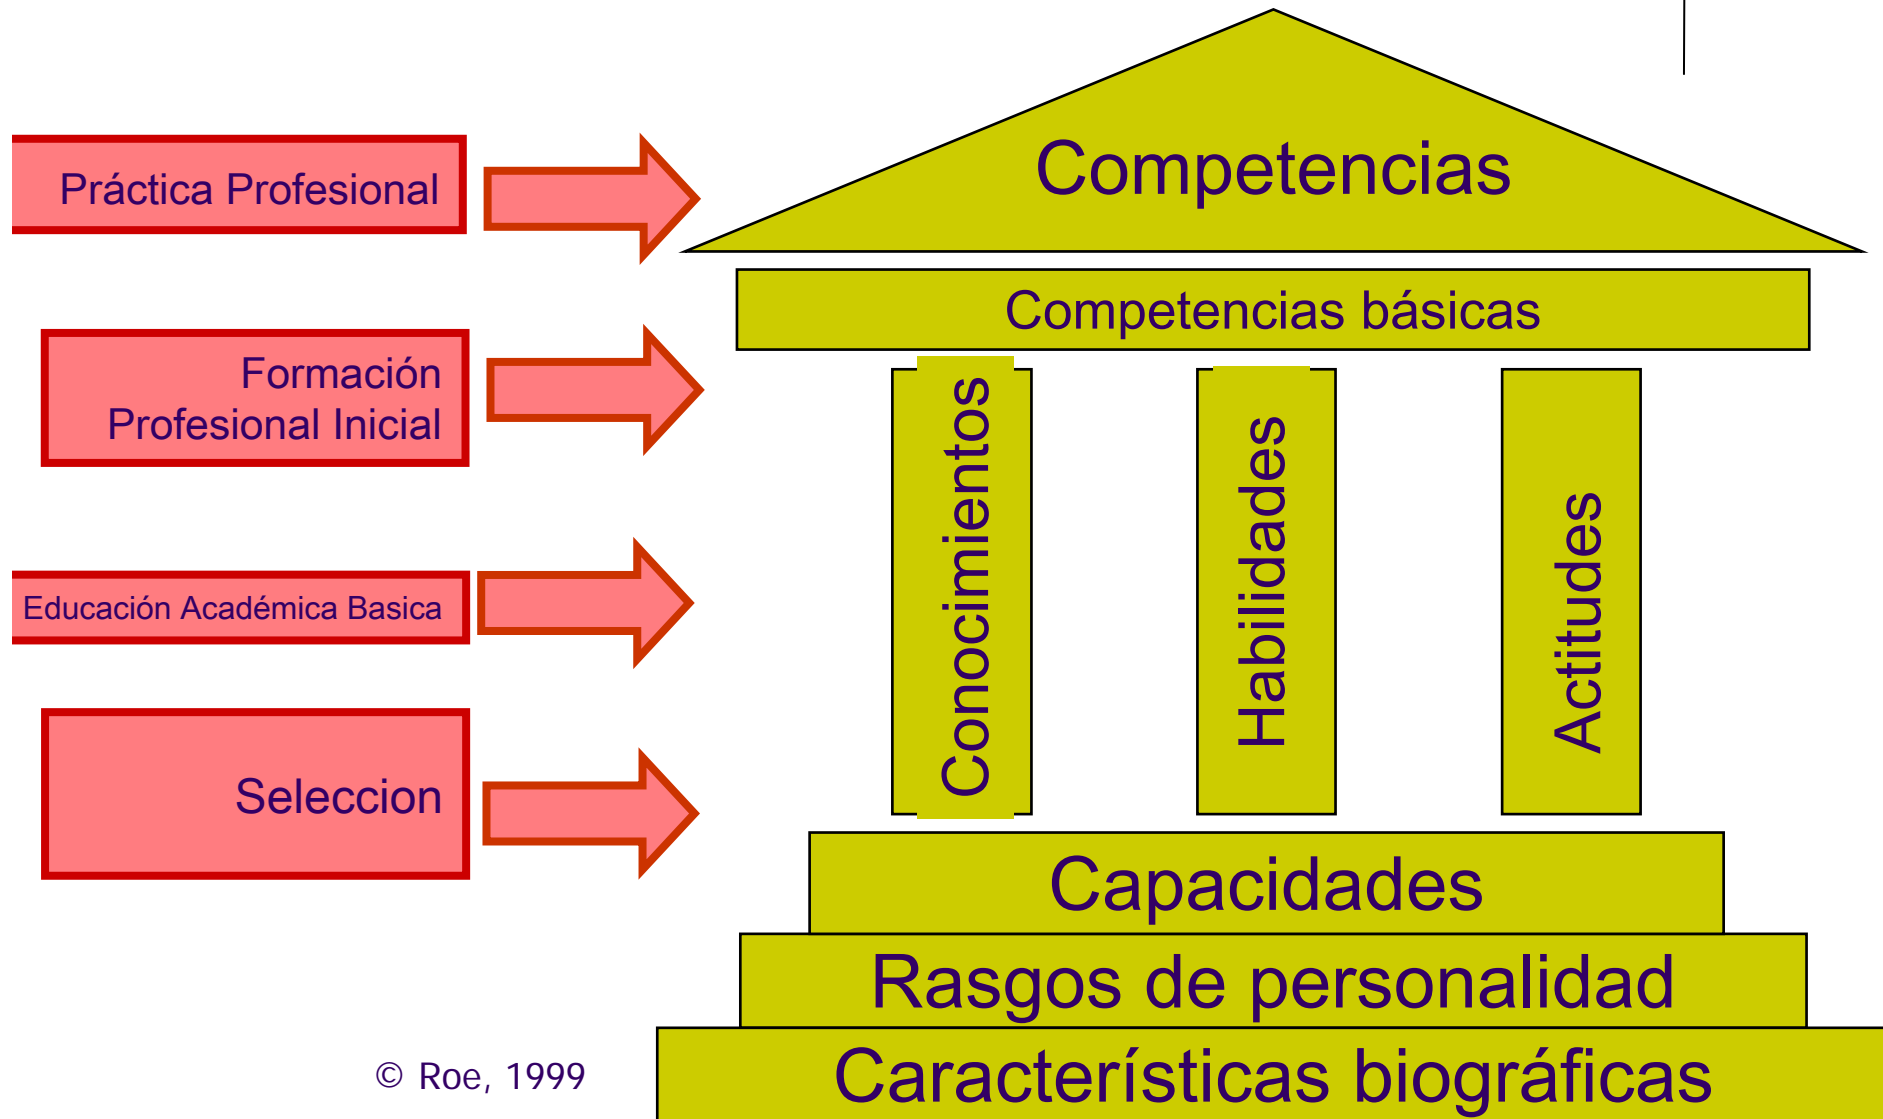 Práctica Profesional
Formación
Profesional Inicial
Educación Académica Basica
Seleccion
Competencias
Competencias básicas
Conocimientos
Habilidades
Actitudes
Capacidades
Rasgos de personalidad
Características biográficas
© Roe, 1999